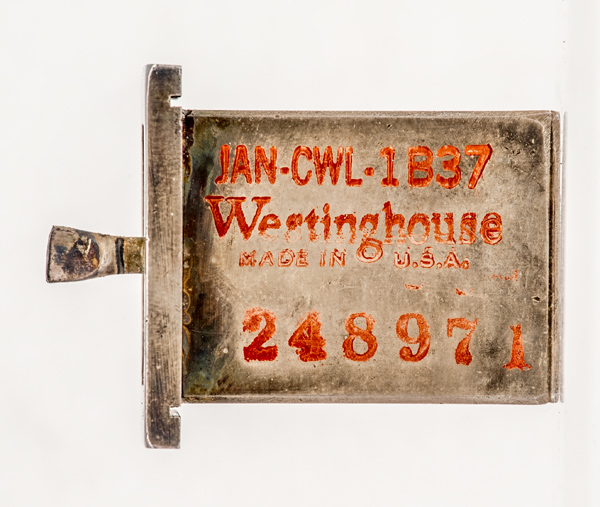 JAN-CWL-1B37
Westinghouse
MADE IN U.S.A.
248971